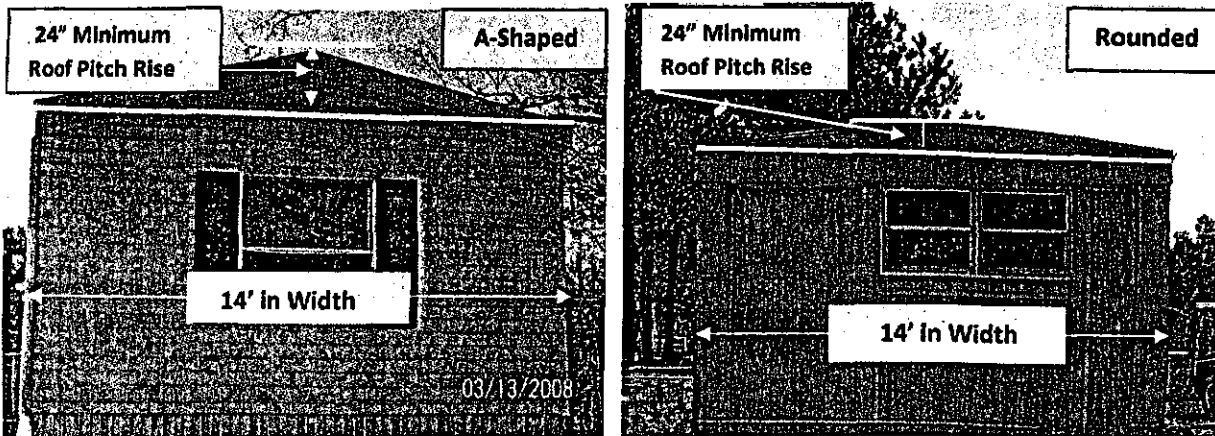 24" Minimum
Roof Pitch Rise
A-Shaped
14' in Width
03/13/2008
24" Minimum
Roof Pitch Rise
Rounded
14' in Width